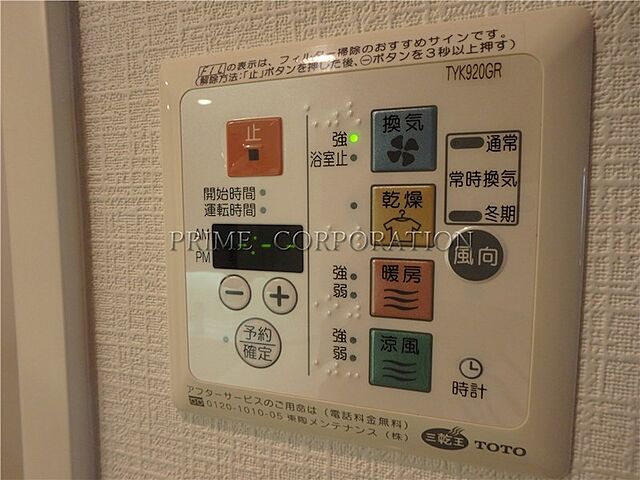 FILの表示は、フィルター掃除のおすすめサインです。
(解除方法:「止」ボタンを押した後、⊖ボタンを3秒以上押す)
TYK920GR
止
強
浴室止
換気
通常
常時換気
冬期
開始時間
運転時間
乾燥
AM
PM
PRIME CORPORATION
風向
強
弱
暖房
− +
予約
確定
強
弱
涼風
時計
アフターサービスのご用命は(電話料金無料)
0120-1010-05 東陶メンテナンス(株)
三乾王 TOTO